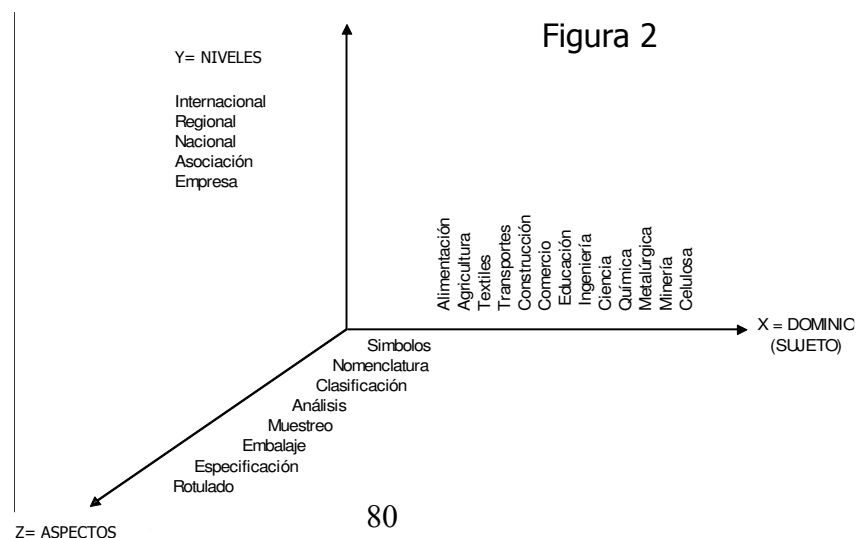 Figura 2
Y= NIVELES
Internacional
Regional
Nacional
Asociación
Empresa
Alimentación
Agricultura
Textiles
Transportes
Construcción
Comercio
Educación
Ingeniería
Ciencia
Química
Metalúrgica
Minería
Celulosa
X = DOMINIO
(SUJETO)
Simbolos
Nomenclatura
Clasificación
Análisis
Muestreo
Embalaje
Especificación
Rotulado
Z= ASPECTOS
80